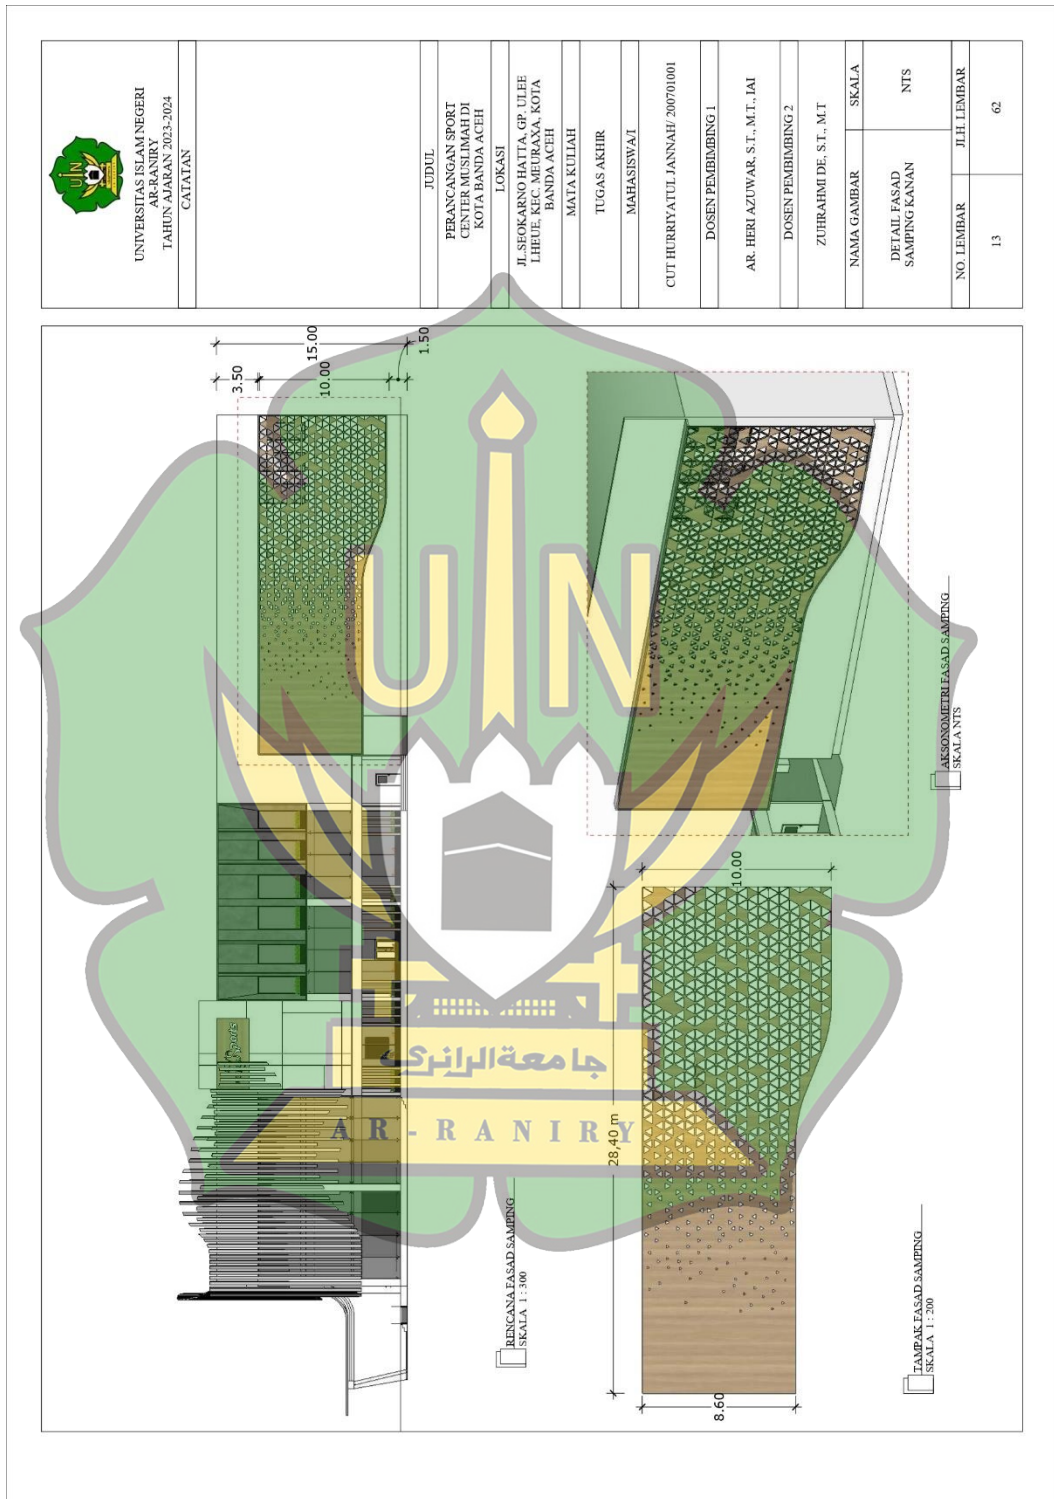 UIN
UNIVERSITAS ISLAM NEGERI
AR-RANIRY
TAHUN AJARAN 2023-2024
CATATAN
JUDUL
PERANCANGAN SPORT
CENTER MUSLIMAH DI
KOTA BANDA ACEH
LOKASI
JL.SEOKARNO HATTA, GP. ULEE
LHEUE, KEC. MEURAXA, KOTA
BANDA ACEH
MATA KULIAH
TUGAS AKHIR
MAHASISWA/I
CUT HURRIYATUL JANNAH/ 200701001
DOSEN PEMBIMBING 1
AR. HERI AZUWAR, S.T., M.T., IAI
DOSEN PEMBIMBING 2
ZUHRAHMI DE, S.T., M.T
NAMA GAMBAR
SKALA
DETAIL FASAD
SAMPING KANAN
NTS
NO. LEMBAR
JLH. LEMBAR
13
62
3.50
15.00
10.00
1.50
Sports
RENCANA FASAD SAMPING
SKALA 1 : 300
AKSONOMETRI FASAD SAMPING
SKALA NTS
28,40 m
10.00
8.60
TAMPAK FASAD SAMPING
SKALA 1 : 200
UIN
جامعة الرانري
AR-RANIRY